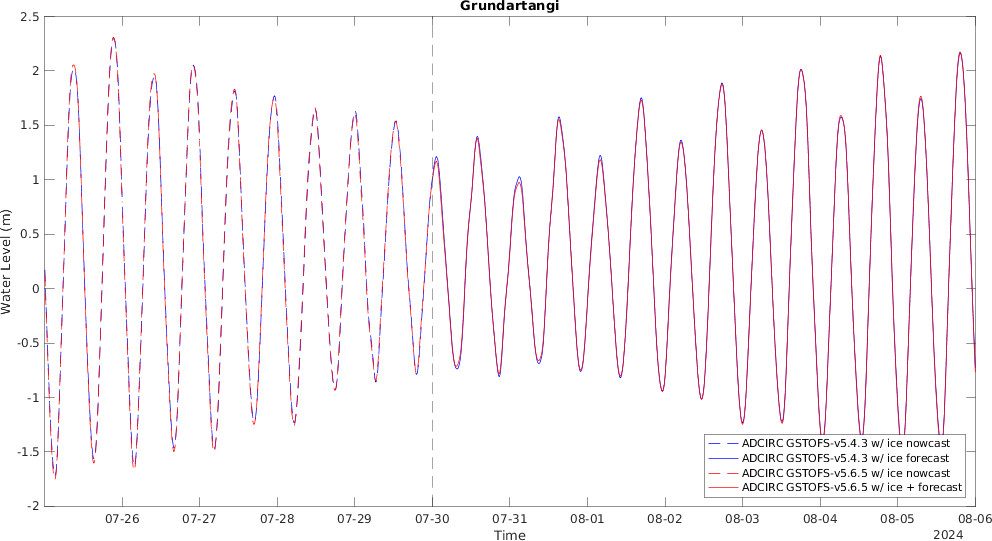 Grundartangi
2.5
2
1.5
1
0.5
0
-0.5
-1
-1.5
-2
Water Level (m)
ADCIRC GSTOFS-v5.4.3 w/ ice nowcast
ADCIRC GSTOFS-v5.4.3 w/ ice forecast
ADCIRC GSTOFS-v5.6.5 w/ ice nowcast
ADCIRC GSTOFS-v5.6.5 w/ ice + forecast
07-26 07-27 07-28 07-29 07-30 07-31 08-01 08-02 08-03 08-04 08-05 08-06
Time
2024